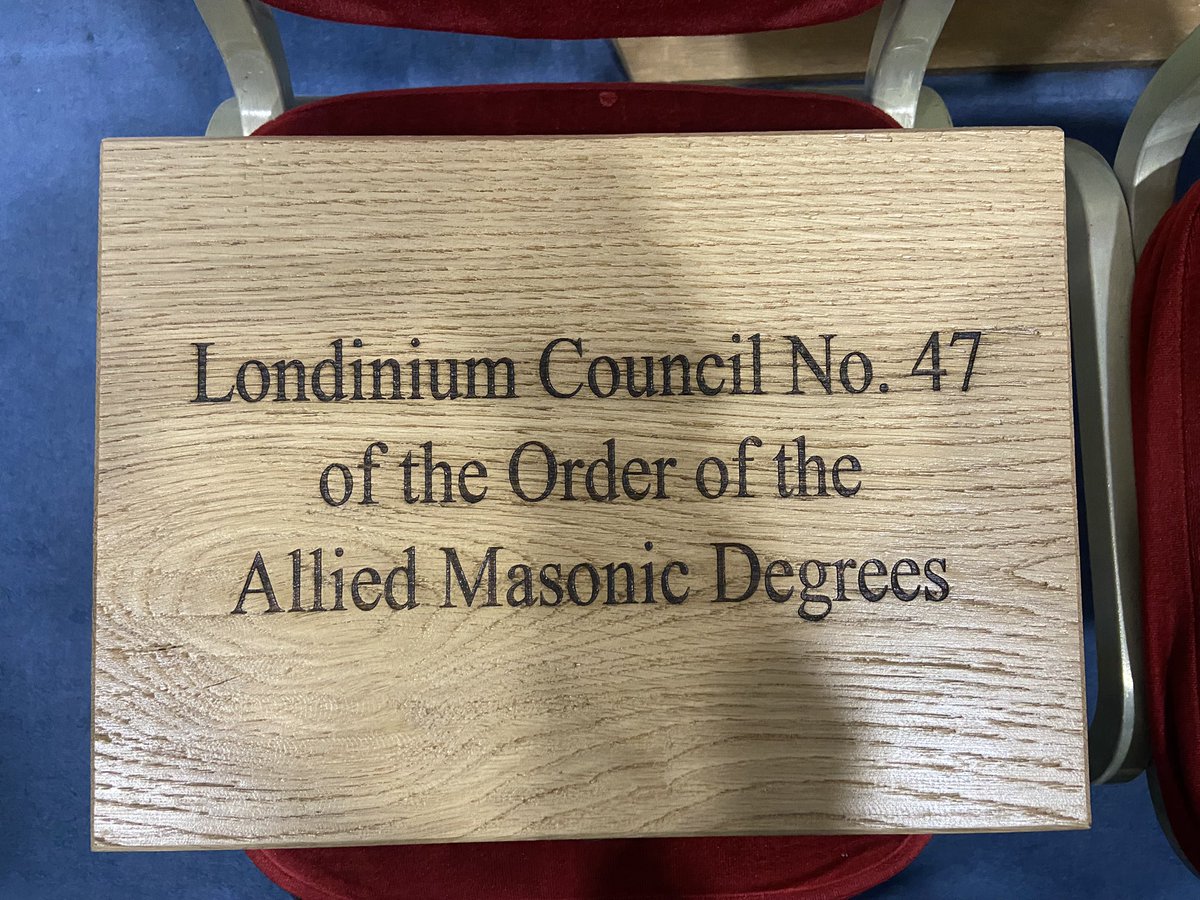 Londinium Council No. 47
of the Order of the
Allied Masonic Degrees